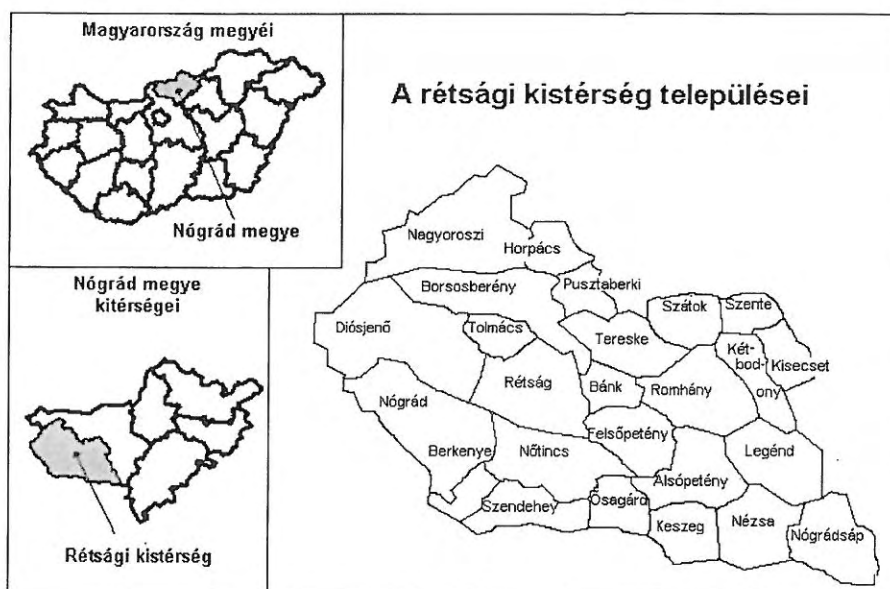 Magyarország megyéi
Nógrád megye
Nógrád megye
kitérségei
Rétsági kistérség
A rétsági kistérség települései
Nagyoroszi
Horpács
Borsosberény
Pusztaberki
Szátok
Szente
Diósjenő
Tolmács
Tereske
Két-
bod-
ony
Kisecset
Rétság
Bánk
Romhány
Nógrád
Felsőpetény
Berkenye
Nőtincs
Legénd
Alsópetény
Szendehey
Ősagárd
Keszeg
Nézsa
Nógrádsáp